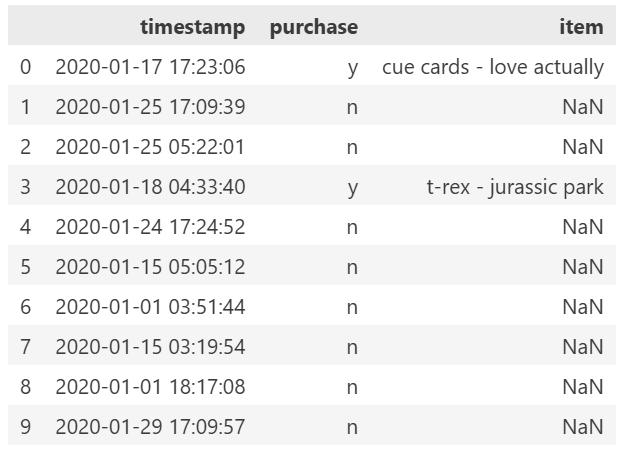 timestamp purchase item
0 2020-01-17 17:23:06 y cue cards - love actually
1 2020-01-25 17:09:39 n NaN
2 2020-01-25 05:22:01 n NaN
3 2020-01-18 04:33:40 y t-rex - jurassic park
4 2020-01-24 17:24:52 n NaN
5 2020-01-15 05:05:12 n NaN
6 2020-01-01 03:51:44 n NaN
7 2020-01-15 03:19:54 n NaN
8 2020-01-01 18:17:08 n NaN
9 2020-01-29 17:09:57 n NaN